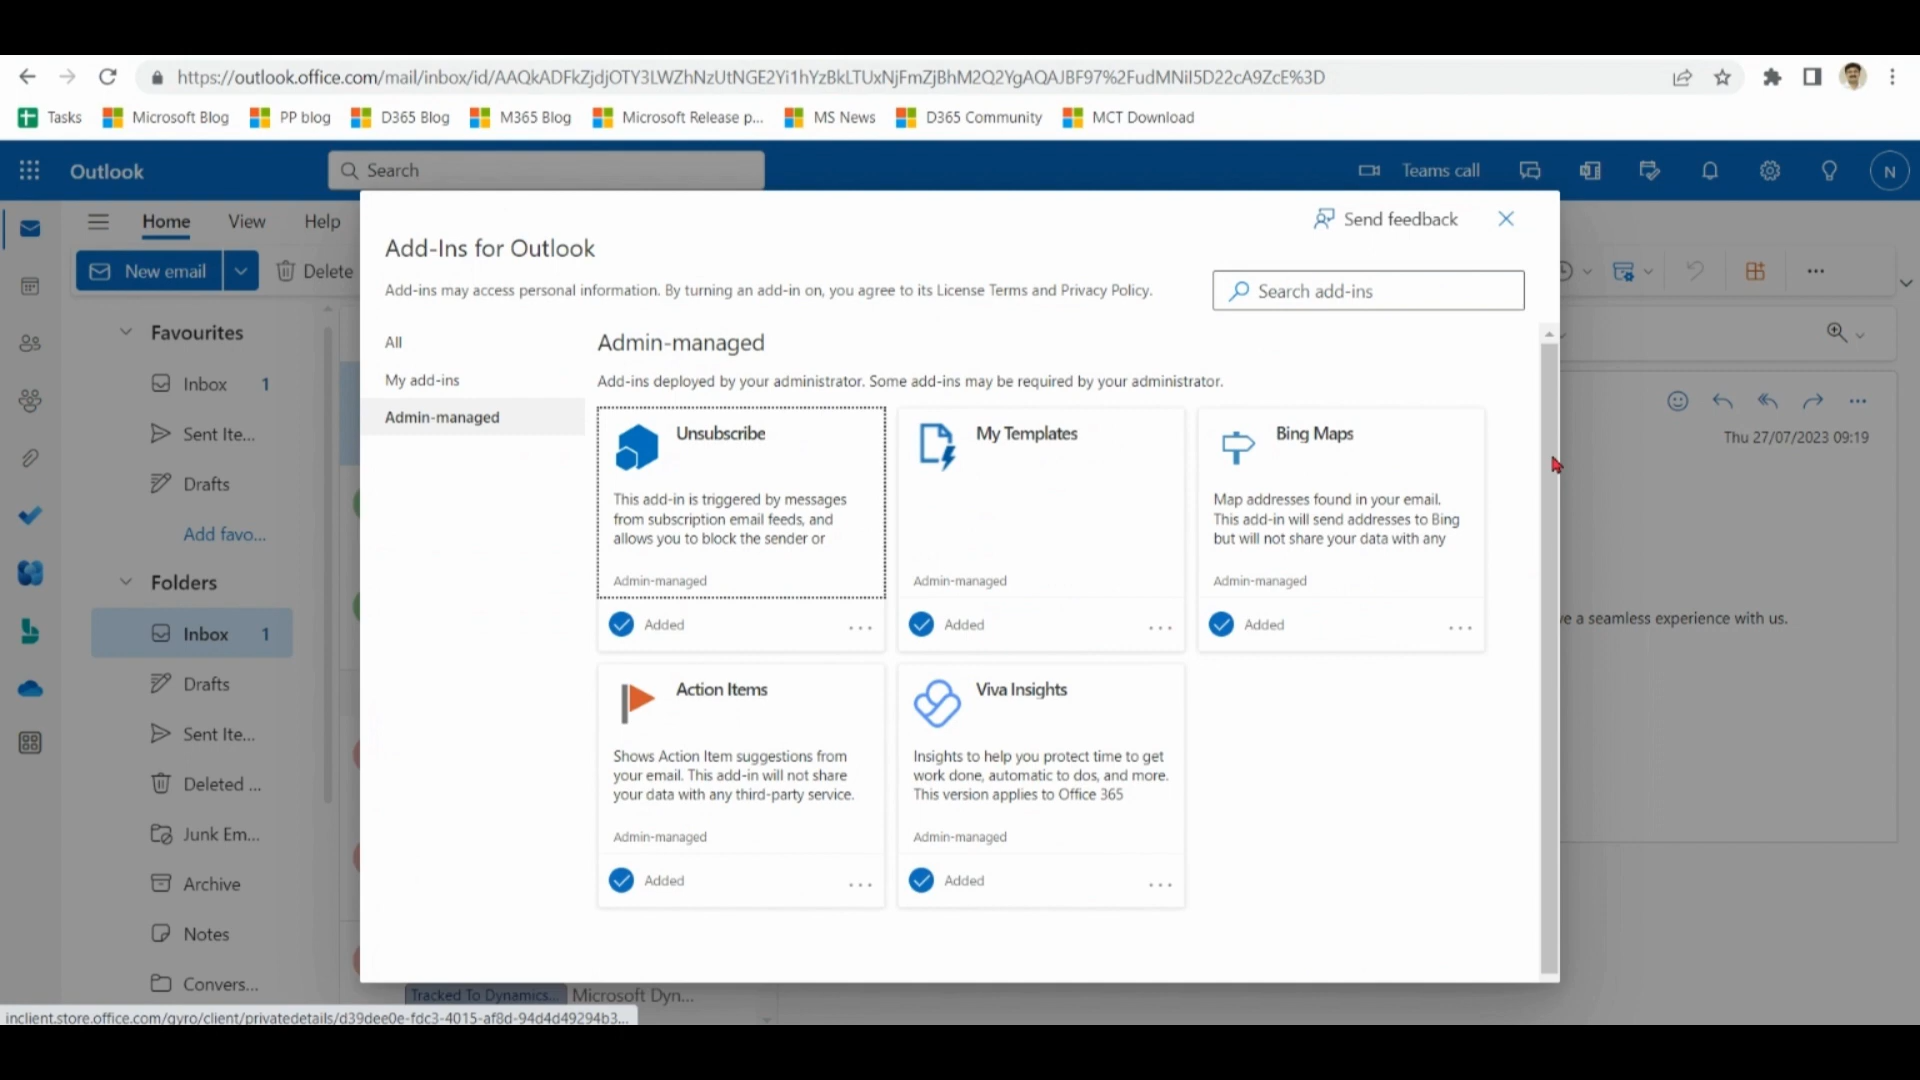 https://outlook.office.com/mail/inbox/id/AAQkADFkZjdjOTY3LWZhNzUtNGE2Yi1hYzBkLTUxNjFmZjBhM2Q2YgAQAJBF97%2FudMNiI5D22cA9ZcE%3D
Tasks Microsoft Blog PP blog D365 Blog M365 Blog Microsoft Release p... MS News D365 Community MCT Download
Outlook Search Teams call N
Home View Help
New email Delete
Favourites
Inbox 1
Sent Ite...
Drafts
Add favo...
Folders
Inbox 1
Drafts
Sent Ite...
Deleted ...
Junk Em...
Archive
Notes
Convers...
Send feedback
Add-Ins for Outlook
Add-ins may access personal information. By turning an add-in on, you agree to its License Terms and Privacy Policy.
Search add-ins
All
My add-ins
Admin-managed
Admin-managed
Add-ins deployed by your administrator. Some add-ins may be required by your administrator.
Unsubscribe
This add-in is triggered by messages
from subscription email feeds, and
allows you to block the sender or
Admin-managed
Added
My Templates
Admin-managed
Added
Bing Maps
Map addresses found in your email.
This add-in will send addresses to Bing
but will not share your data with any
Admin-managed
Added
Action Items
Shows Action Item suggestions from
your email. This add-in will not share
your data with any third-party service.
Admin-managed
Added
Viva Insights
Insights to help you protect time to get
work done, automatic to dos, and more.
This version applies to Office 365
Admin-managed
Added
Thu 27/07/2023 09:19
e a seamless experience with us.
Tracked To Dynamics... Microsoft Dyn...
inclient.store.office.com/gyro/client/privatedetails/d39dee0e-fdc3-4015-af8d-94d4d49294b3...